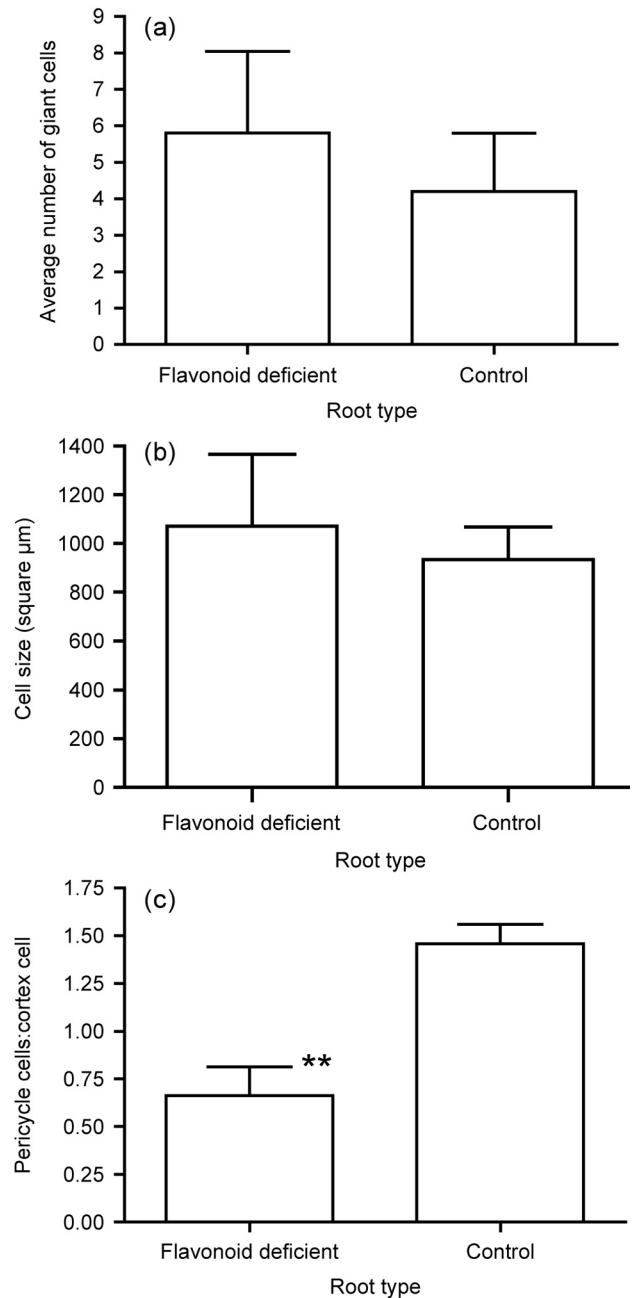 (a)
Average number of giant cells
9
8
7
6
5
4
3
2
1
0
Flavonoid deficient Control
Root type
(b)
Cell size (square µm)
1400
1200
1000
800
600
400
200
0
Flavonoid deficient Control
Root type
(c)
Pericycle cells:cortex cell
1.75
1.50
1.25
1.00
0.75
0.50
0.25
0.00
**
Flavonoid deficient Control
Root type